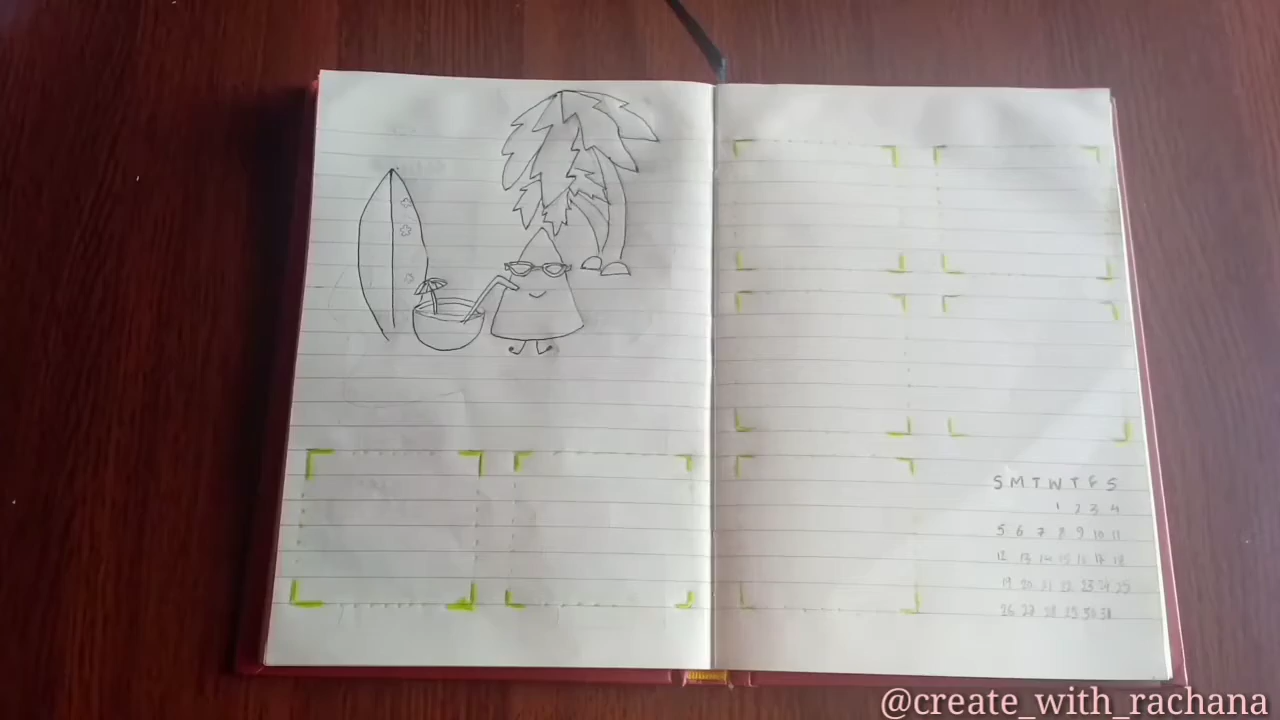 S M T W T F S
1 2 3 4
5 6 7 8 9 10 11
12 13 14 15 16 17 18
19 20 21 22 23 24 25
26 27 28 29 30 31
@create_with_rachana